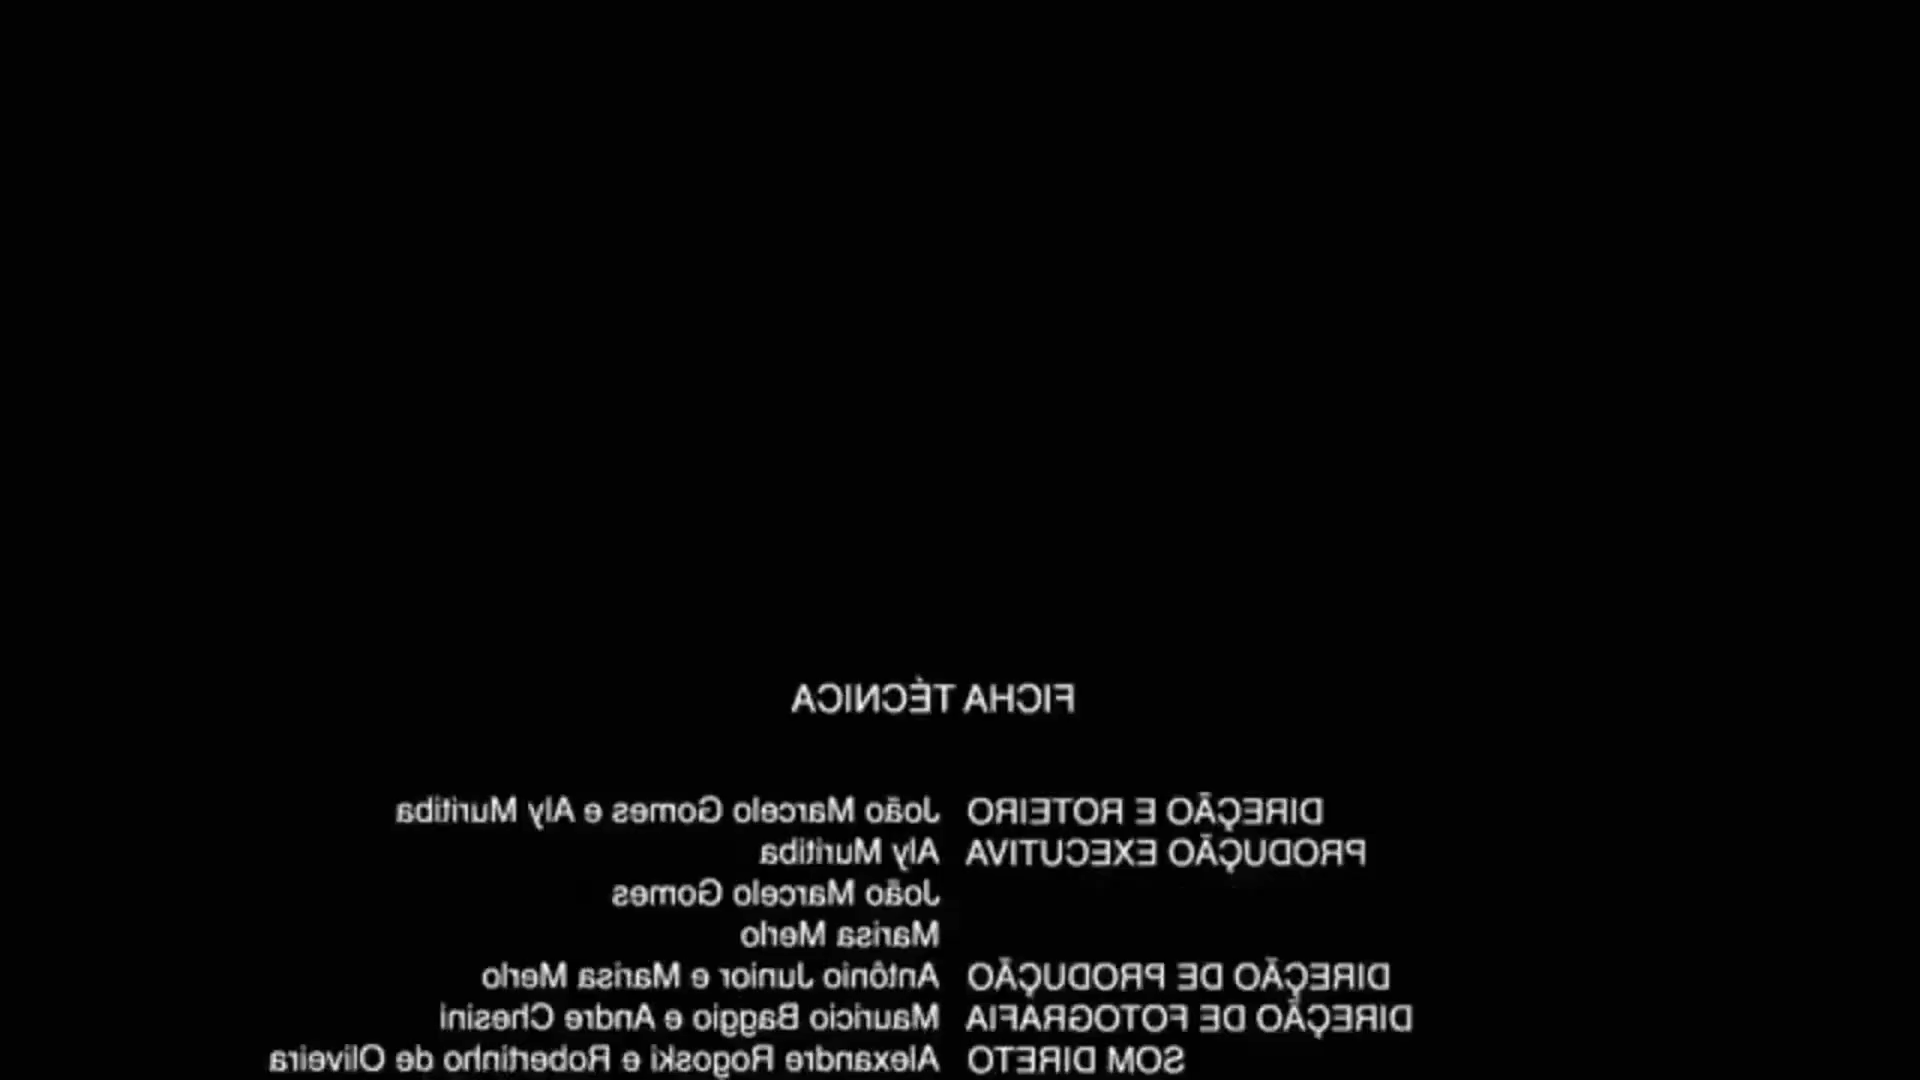 FICHA TÉCNICA
DIREÇÃO E ROTEIRO João Marcelo Gomes e Aly Muritiba
PRODUÇÃO EXECUTIVA Aly Muritiba
João Marcelo Gomes
Marisa Merlo
DIREÇÃO DE PRODUÇÃO Antônio Junior e Marisa Merlo
DIREÇÃO DE FOTOGRAFIA Mauricio Baggio e Andre Chesini
SOM DIRETO Alexandre Rogoski e Robertinho de Oliveira